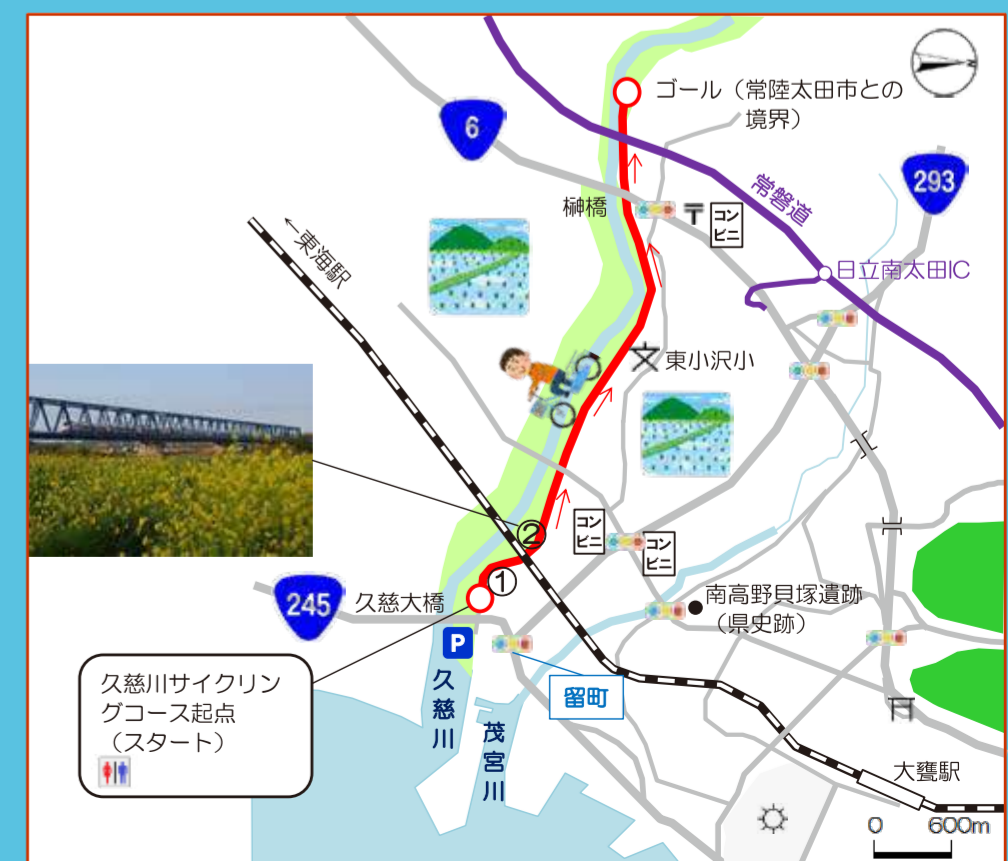 ゴール（常陸太田市との
境界）
6
293
常磐道
榊橋
〒
コン
ビニ
←東海駅
日立南太田IC
文
東小沢小
②
コン
ビニ
コン
ビニ
①
南高野貝塚遺跡
（県史跡）
245
久慈大橋
P
久慈川サイクリン
グコース起点
（スタート）
久慈川
留町
茂宮川
大甕駅
0 600m